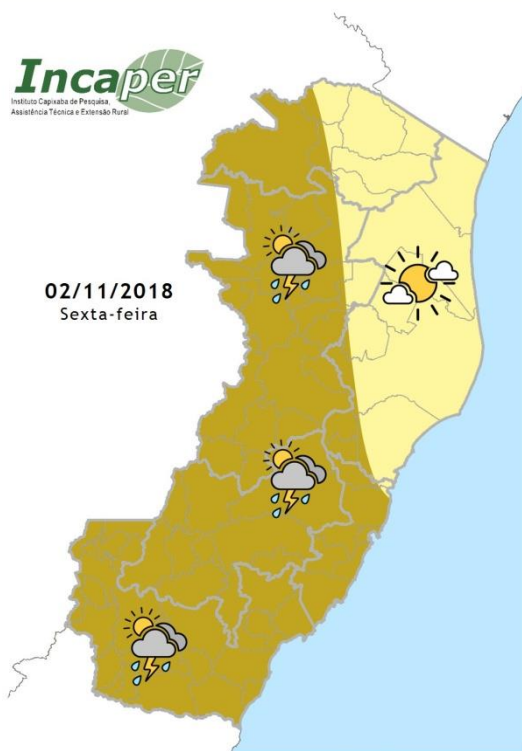 Incaper
Instituto Capixaba de Pesquisa,
Assistência Técnica e Extensão Rural
02/11/2018
Sexta-feira